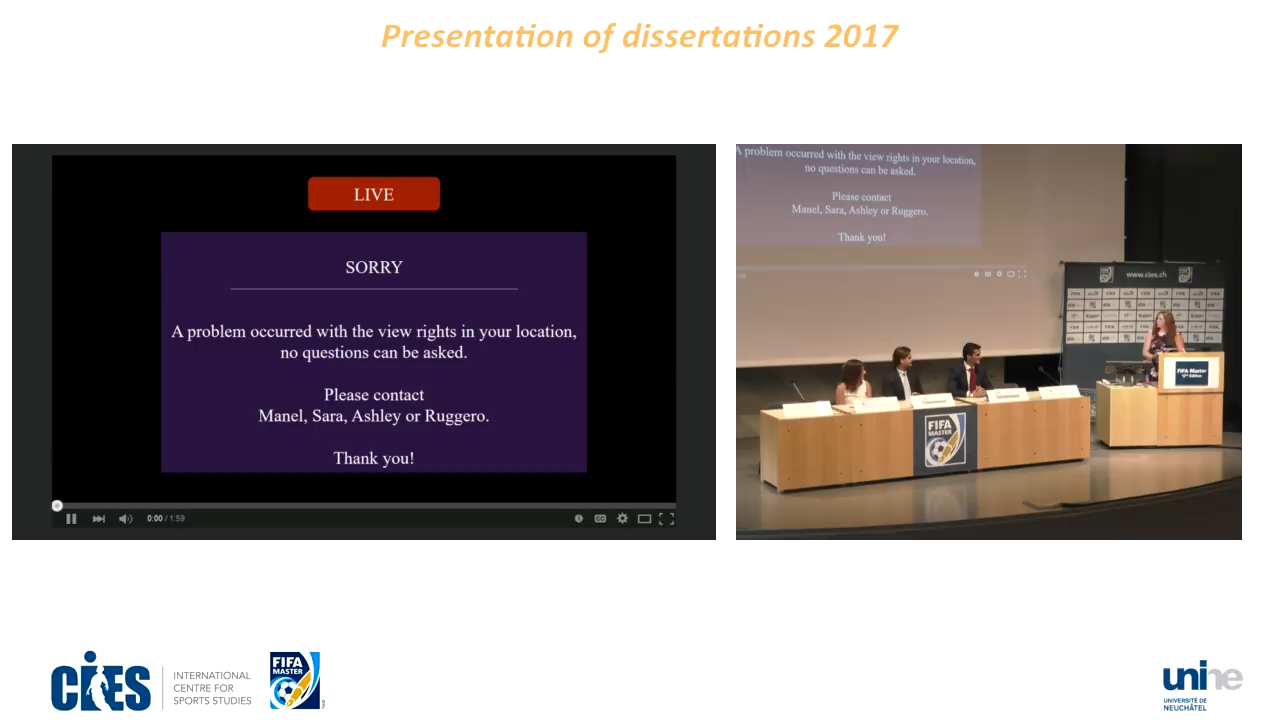 Presentation of dissertations 2017
LIVE
SORRY
A problem occurred with the view rights in your location,
no questions can be asked.
Please contact
Manel, Sara, Ashley or Ruggero.
Thank you!
0:00 / 1:59
A problem occurred with the view rights in your location,
no questions can be asked.
Please contact
Manel, Sara, Ashley or Ruggero.
Thank you!
www.cies.ch
FIFA Master
17th Edition
FIFA
MASTER
CIES
INTERNATIONAL
CENTRE FOR
SPORTS STUDIES
FIFA
MASTER
unine
UNIVERSITÉ DE
NEUCHÂTEL